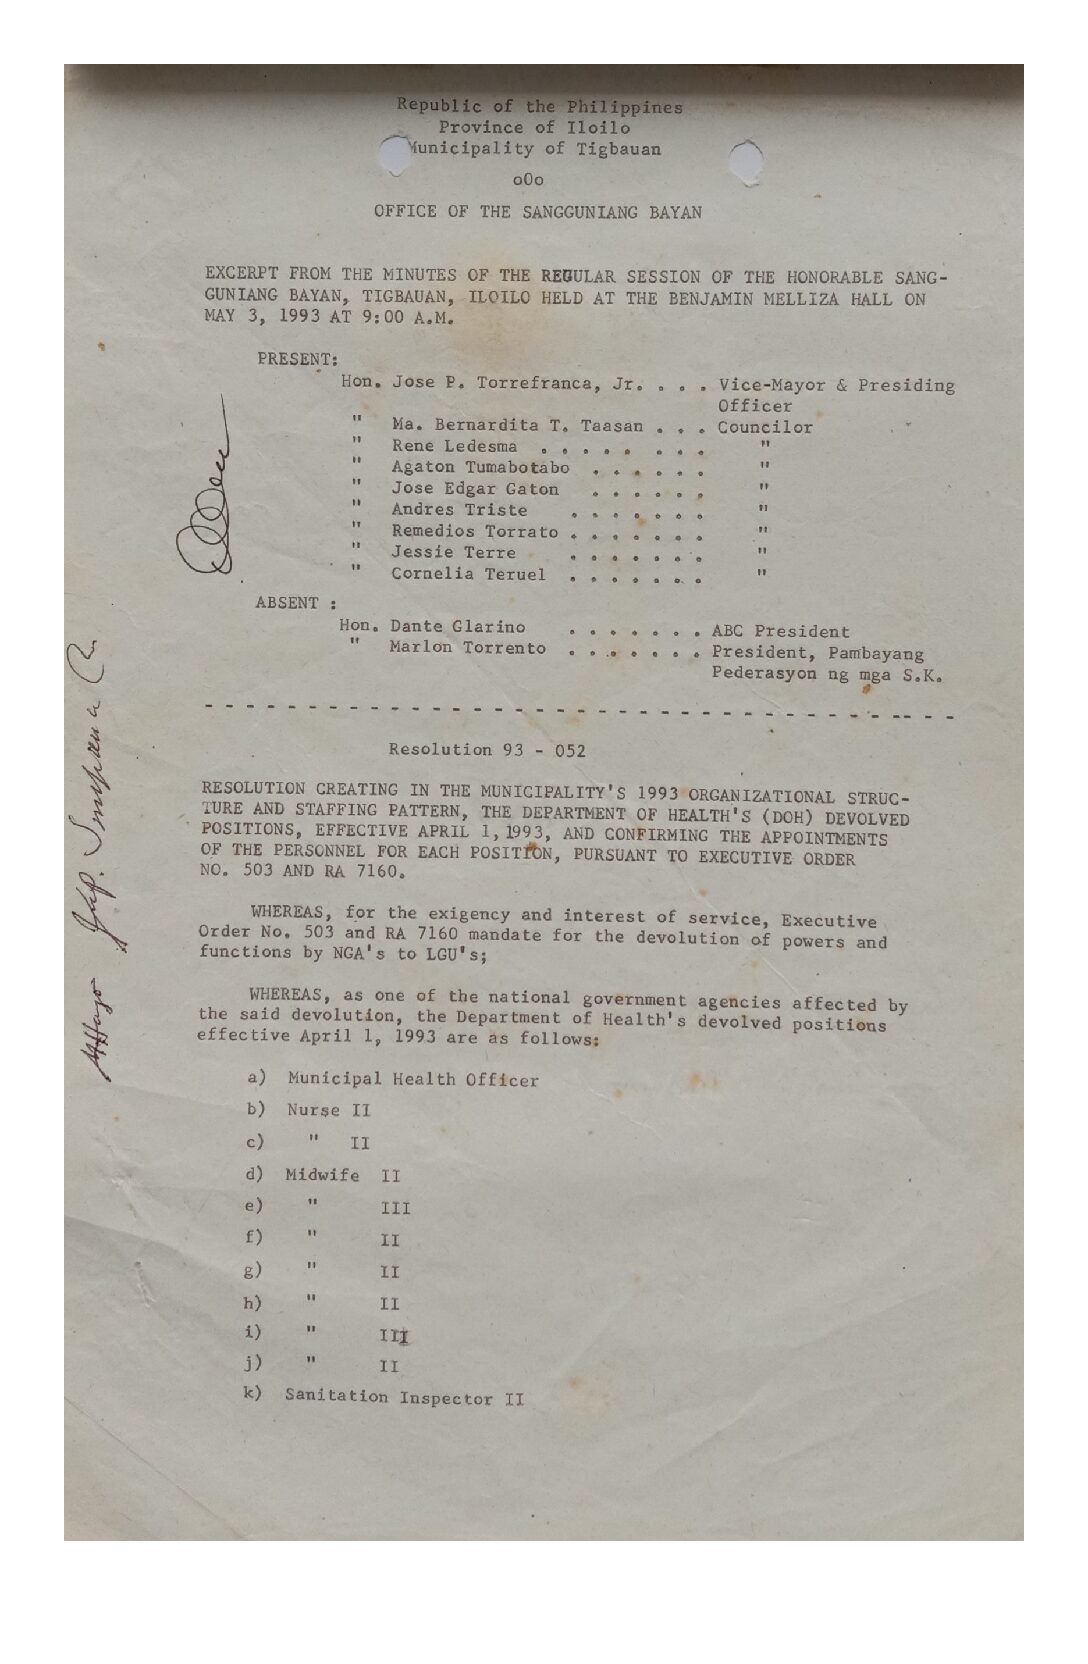 Republic of the Philippines
Province of Iloilo
Municipality of Tigbauan
oOo
OFFICE OF THE SANGGUNIANG BAYAN
EXCERPT FROM THE MINUTES OF THE REGULAR SESSION OF THE HONORABLE SANG-
GUNIANG BAYAN, TIGBAUAN, ILOILO HELD AT THE BENJAMIN MELLIZA HALL ON
MAY 3, 1993 AT 9:00 A.M.
PRESENT:
Hon. Jose P. Torrefranca, Jr. . . . Vice-Mayor & Presiding
Officer
" Ma. Bernardita T. Taasan . . . Councilor
" Rene Ledesma . . . . . . . . "
" Agaton Tumabotabo . . . . . . "
" Jose Edgar Gaton . . . . . . "
" Andres Triste . . . . . . . "
" Remedios Torrato . . . . . . . "
" Jessie Terre . . . . . . . "
" Cornelia Teruel . . . . . . . "
ABSENT :
Hon. Dante Glarino . . . . . . . ABC President
" Marlon Torrento . . . . . . . President, Pambayang
Pederasyon ng mga S.K.
- - - - - - - - - - - - - - - - - - - - - - - - - - - - - - - - - - - - -
Resolution 93 - 052
RESOLUTION CREATING IN THE MUNICIPALITY'S 1993 ORGANIZATIONAL STRUC-
TURE AND STAFFING PATTERN, THE DEPARTMENT OF HEALTH'S (DOH) DEVOLVED
POSITIONS, EFFECTIVE APRIL 1, 1993, AND CONFIRMING THE APPOINTMENTS
OF THE PERSONNEL FOR EACH POSITION, PURSUANT TO EXECUTIVE ORDER
NO. 503 AND RA 7160.
WHEREAS, for the exigency and interest of service, Executive
Order No. 503 and RA 7160 mandate for the devolution of powers and
functions by NGA's to LGU's;
WHEREAS, as one of the national government agencies affected by
the said devolution, the Department of Health's devolved positions
effective April 1, 1993 are as follows:
a) Municipal Health Officer
b) Nurse II
c) " II
d) Midwife II
e) " III
f) " II
g) " II
h) " II
i) " III
j) " II
k) Sanitation Inspector II